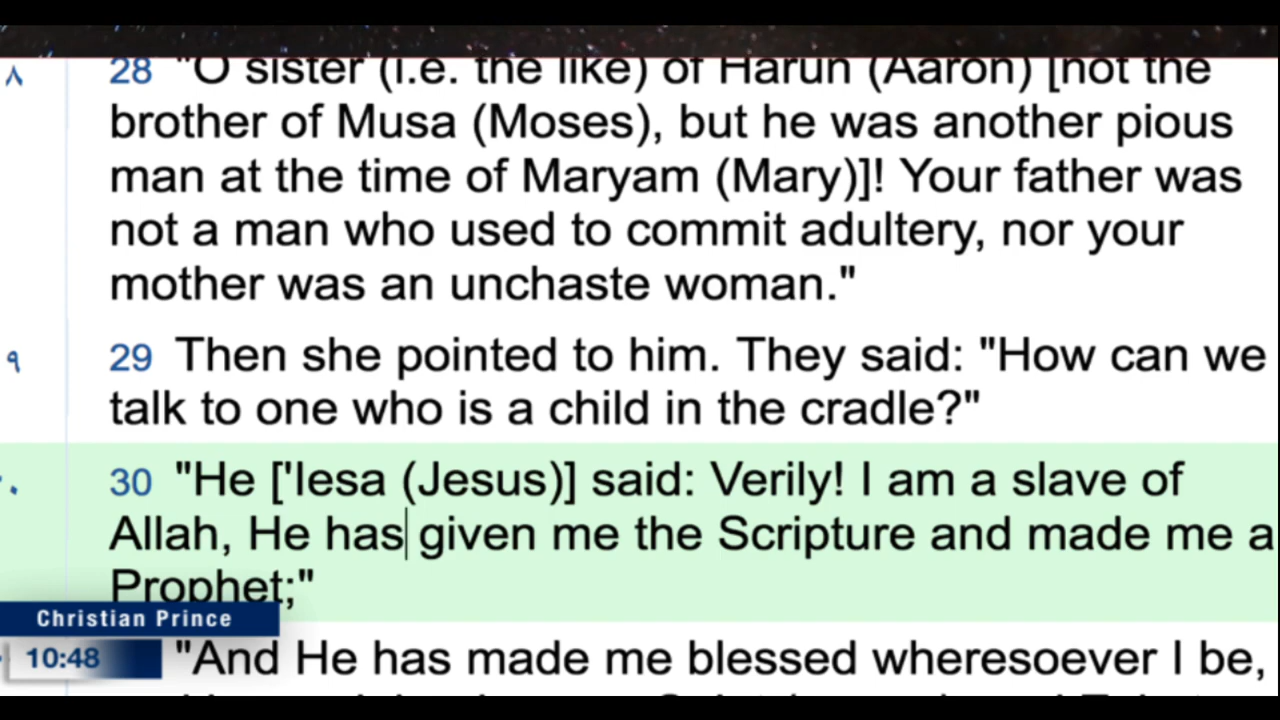 ٨
28 "O sister (i.e. the like) of Harun (Aaron) [not the
brother of Musa (Moses), but he was another pious
man at the time of Maryam (Mary)]! Your father was
not a man who used to commit adultery, nor your
mother was an unchaste woman."
٩
29 Then she pointed to him. They said: "How can we
talk to one who is a child in the cradle?"
30 "He ['Iesa (Jesus)] said: Verily! I am a slave of
Allah, He has given me the Scripture and made me a
Prophet;"
Christian Prince
10:48
"And He has made me blessed wheresoever I be,